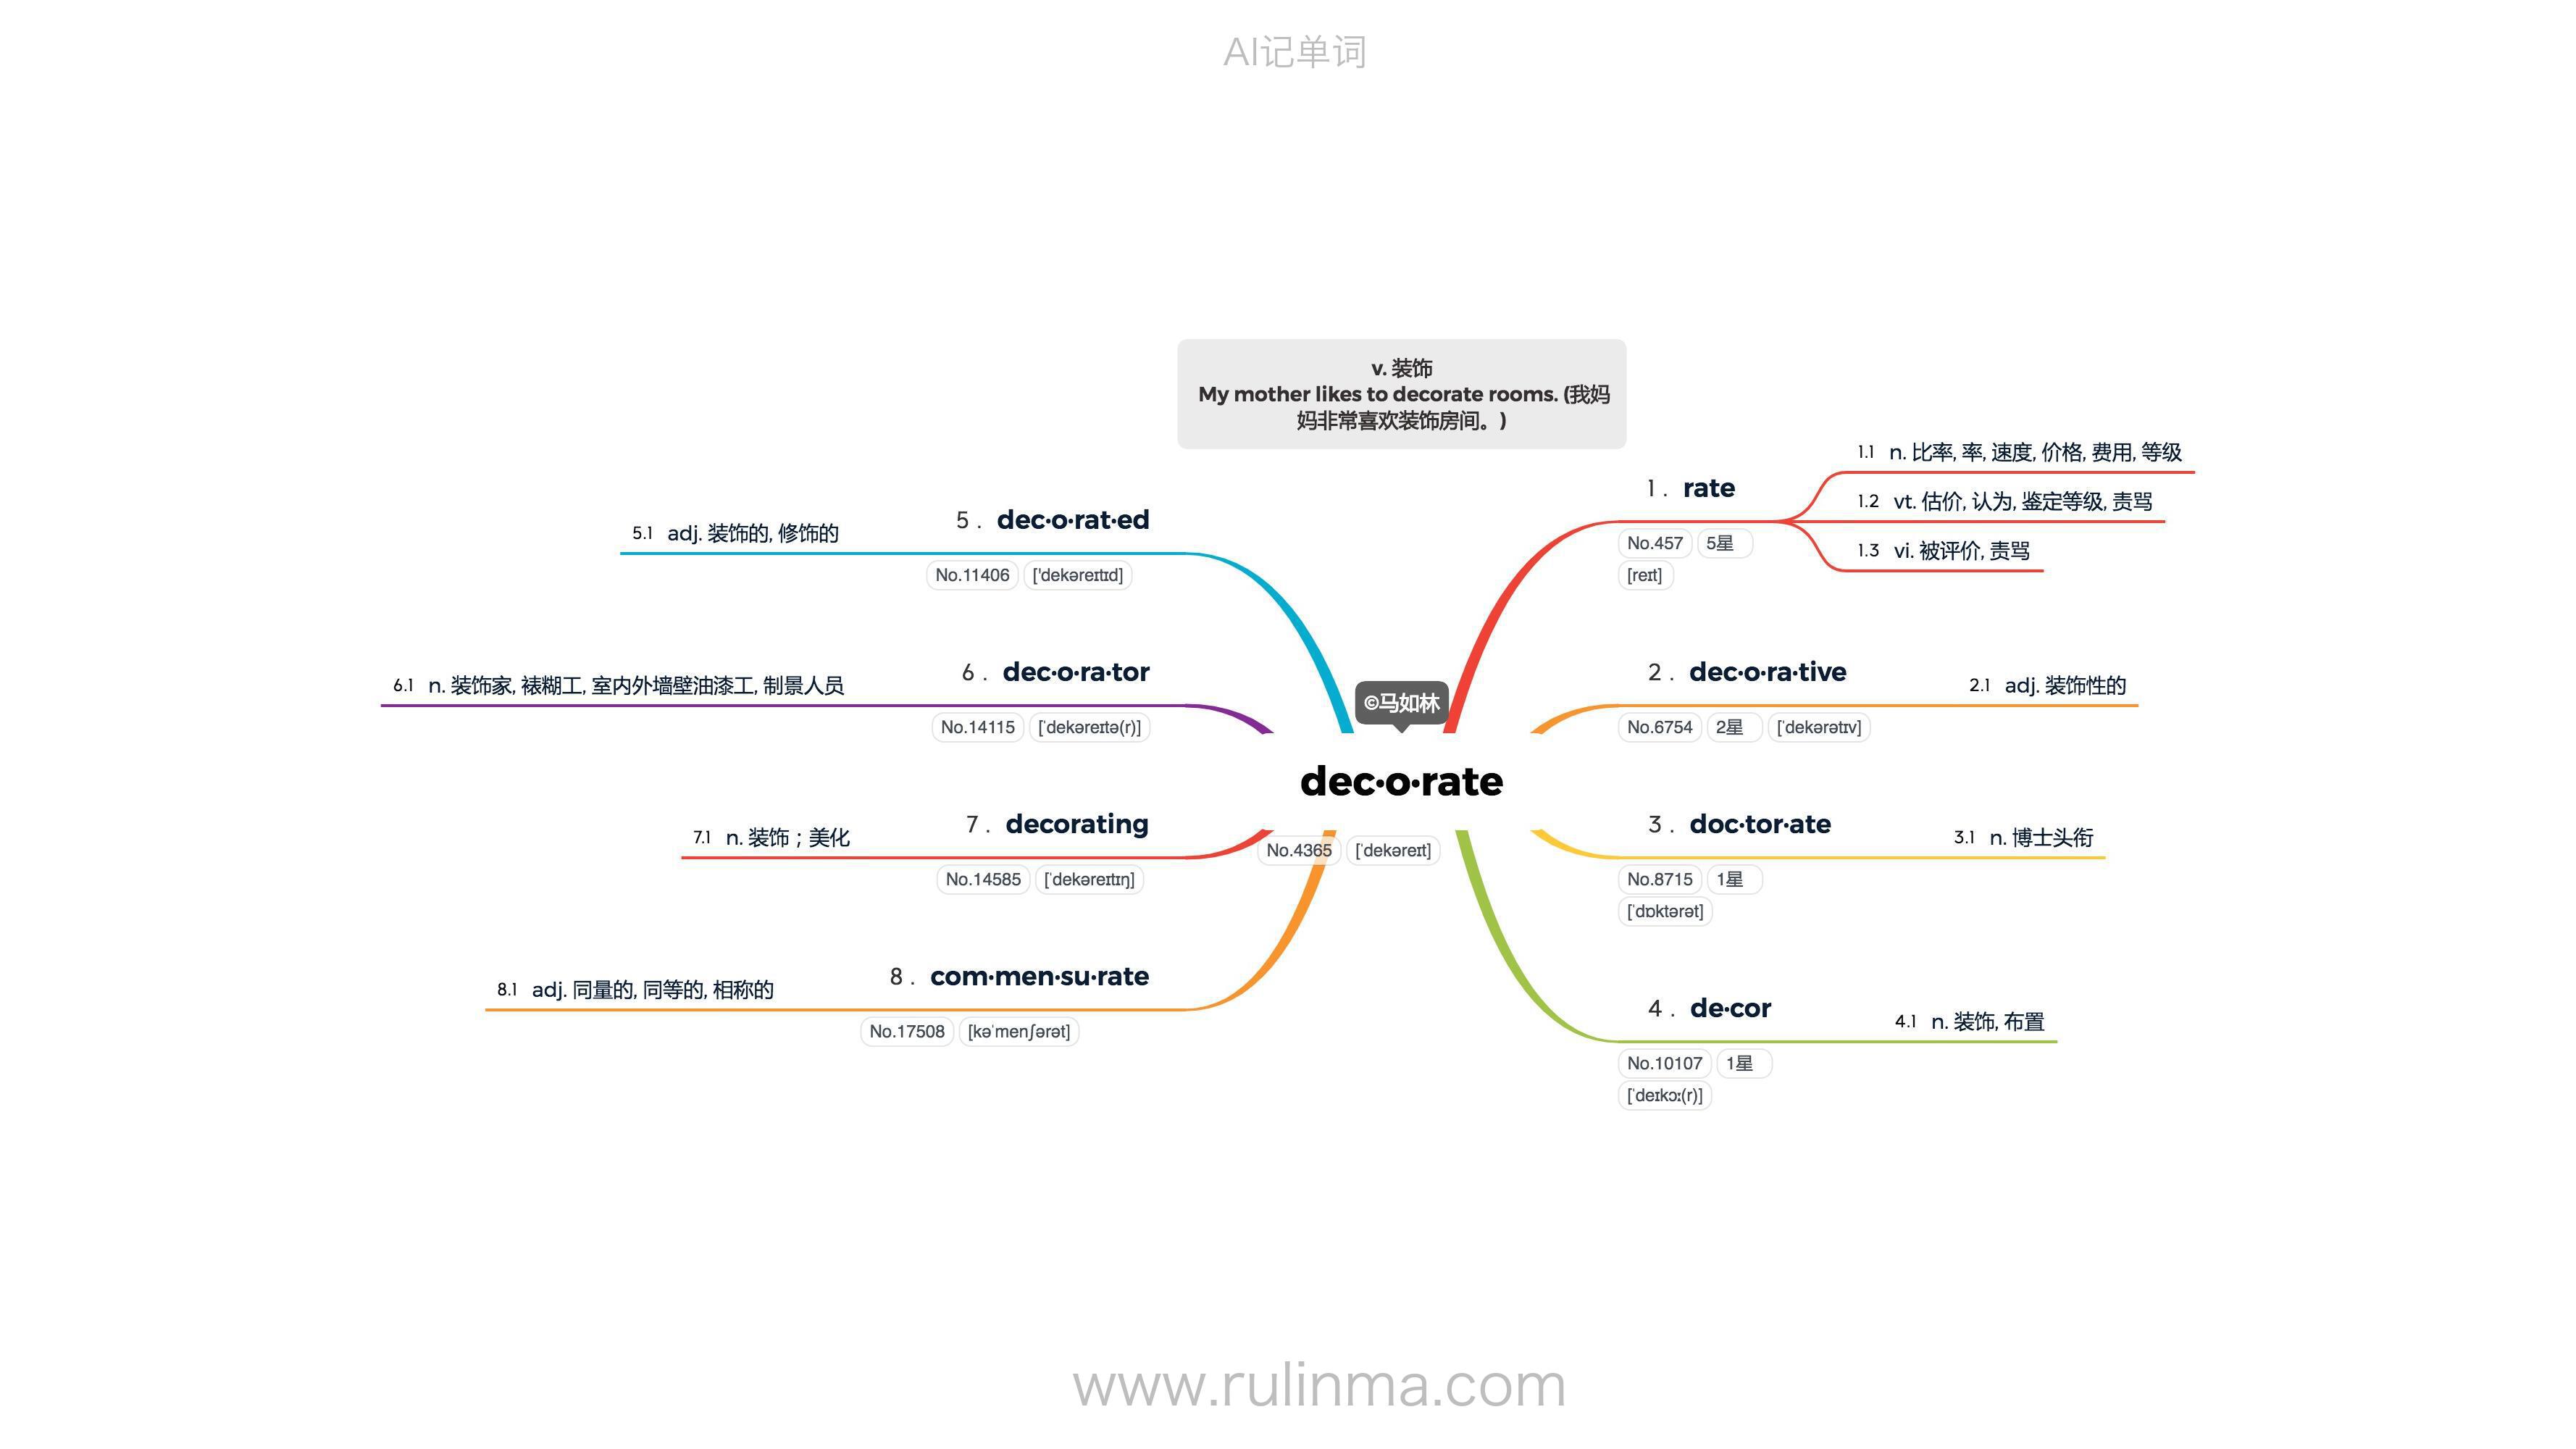 AI记单词
v. 装饰
My mother likes to decorate rooms. (我妈
妈非常喜欢装饰房间。)
©马如林
dec·o·rate
No.4365 [ˈdekəreɪt]
1 . rate
No.457 5星
[reɪt]
1.1 n. 比率, 率, 速度, 价格, 费用, 等级
1.2 vt. 估价, 认为, 鉴定等级, 责骂
1.3 vi. 被评价, 责骂
2 . dec·o·ra·tive
No.6754 2星 [ˈdekərətɪv]
2.1 adj. 装饰性的
3 . doc·tor·ate
No.8715 1星
[ˈdɒktərət]
3.1 n. 博士头衔
4 . de·cor
No.10107 1星
[ˈdeɪkɔː(r)]
4.1 n. 装饰, 布置
5 . dec·o·rat·ed
No.11406 ['dekəreɪtɪd]
5.1 adj. 装饰的, 修饰的
6 . dec·o·ra·tor
No.14115 [ˈdekəreɪtə(r)]
6.1 n. 装饰家, 裱糊工, 室内外墙壁油漆工, 制景人员
7 . decorating
No.14585 [ˈdekəreɪtɪŋ]
7.1 n. 装饰；美化
8 . com·men·su·rate
No.17508 [kəˈmenʃərət]
8.1 adj. 同量的, 同等的, 相称的
www.rulinma.com